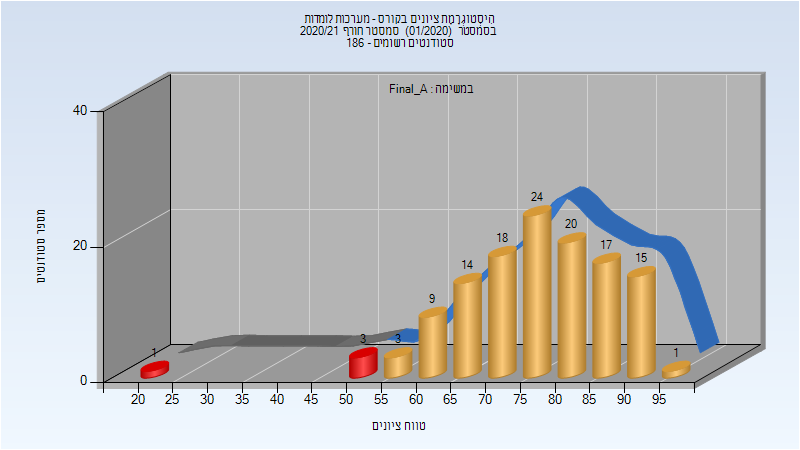 היסטוגרמת ציונים בקורס - מערכות לומדות
בסמסטר (01/2020) סמסטר חורף 2020/21
סטודנטים רשומים - 186
במשימה : Final_A
מספר סטודנטים
40
20
0
1
3
3
9
14
18
24
20
17
15
1
20 25 30 35 40 45 50 55 60 65 70 75 80 85 90 95
טווח ציונים